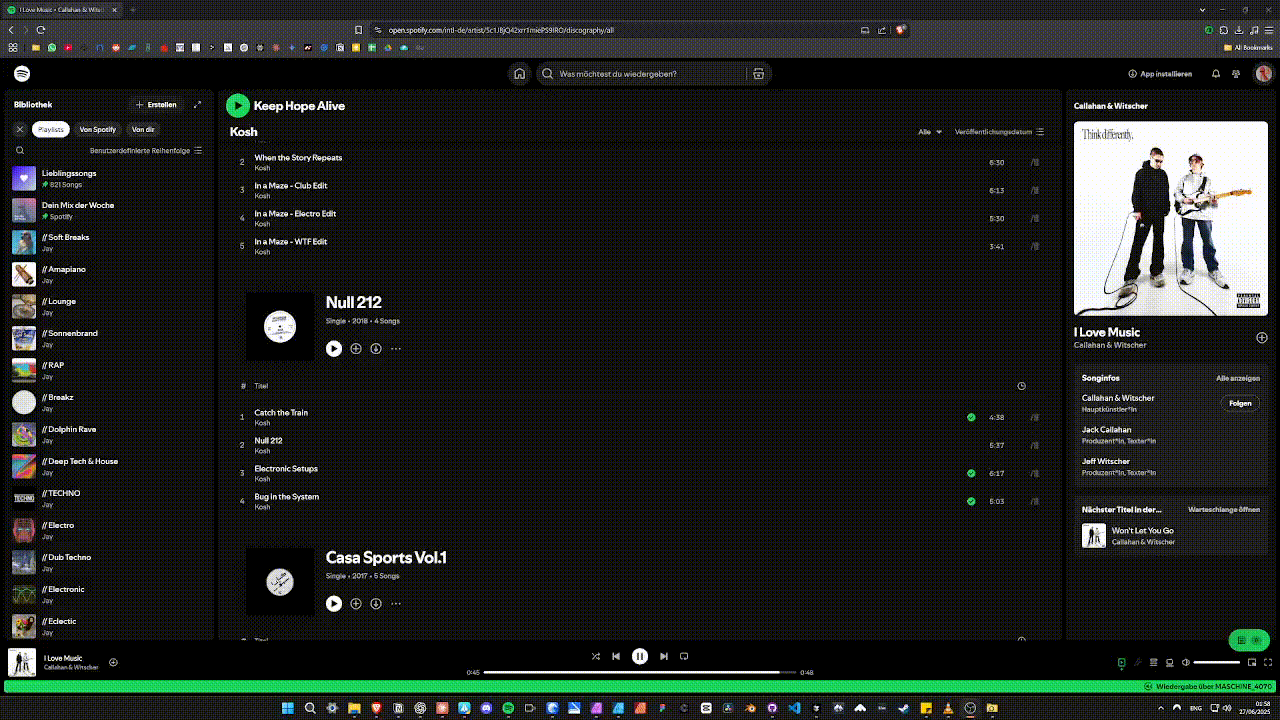 I Love Music • Callahan & Witsc
open.spotify.com/intl-de/artist/
/discography/all
All Bookmarks
Was möchtest du wiedergeben?
App installieren
Bibliothek
Erstellen
Playlists
Von Spotify
Von dir
Benutzerdefinierte Reihenfolge
Lieblingssongs
821 Songs
Dein Mix der Woche
Spotify
// Soft Breaks
Jay
// Amapiano
Jay
// Lounge
Jay
// Sonnenbrand
Jay
// RAP
Jay
// Breakz
Jay
// Dolphin Rave
Jay
// Deep Tech & House
Jay
TECHNO
// TECHNO
Jay
// Electro
Jay
// Dub Techno
Jay
// Electronic
Jay
// Eclectic
Jay
Keep Hope Alive
Kosh
Alle
Veröffentlichungsdatum
2 When the Story Repeats 6:30
Kosh
3 In a Maze - Club Edit 6:13
Kosh
4 In a Maze - Electro Edit 5:30
Kosh
5 In a Maze - WTF Edit 3:41
Kosh
Null 212
Single • 2018 • 4 Songs
# Titel
1 Catch the Train 4:38
Kosh
2 Null 212 5:37
Kosh
3 Electronic Setups 6:17
Kosh
4 Bug in the System 5:03
Kosh
Casa Sports Vol.1
Single • 2017 • 5 Songs
# Titel
Callahan & Witscher
Think differently.
PARENTAL
ADVISORY
EXPLICIT CONTENT
I Love Music
Callahan & Witscher
Songinfos
Alle anzeigen
Callahan & Witscher
Hauptkünstler*in
Folgen
Jack Callahan
Produzent*in, Texter*in
Jeff Witscher
Produzent*in, Texter*in
Nächster Titel in der...
Warteschlange öffnen
Won't Let You Go
Callahan & Witscher
I Love Music
Callahan & Witscher
0:45
0:48
Wiedergabe über MASCHINE_4070
ENG
01:58
27/06/2025